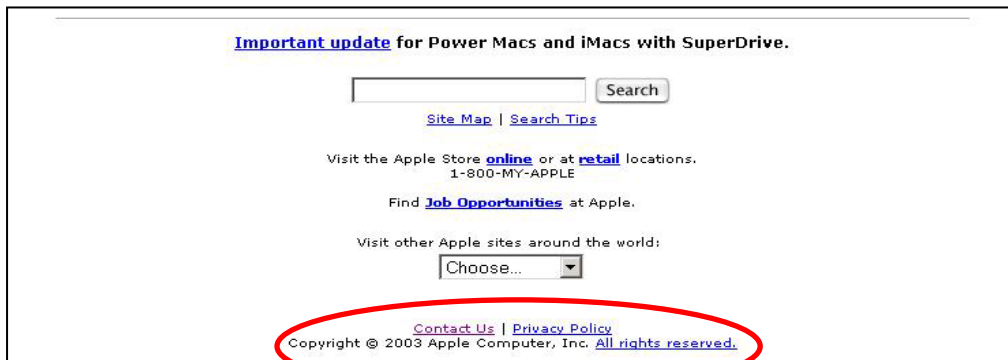 Important update for Power Macs and iMacs with SuperDrive.
Search
Site Map | Search Tips
Visit the Apple Store online or at retail locations.
1-800-MY-APPLE
Find Job Opportunities at Apple.
Visit other Apple sites around the world:
Choose...
Contact Us | Privacy Policy
Copyright © 2003 Apple Computer, Inc. All rights reserved.